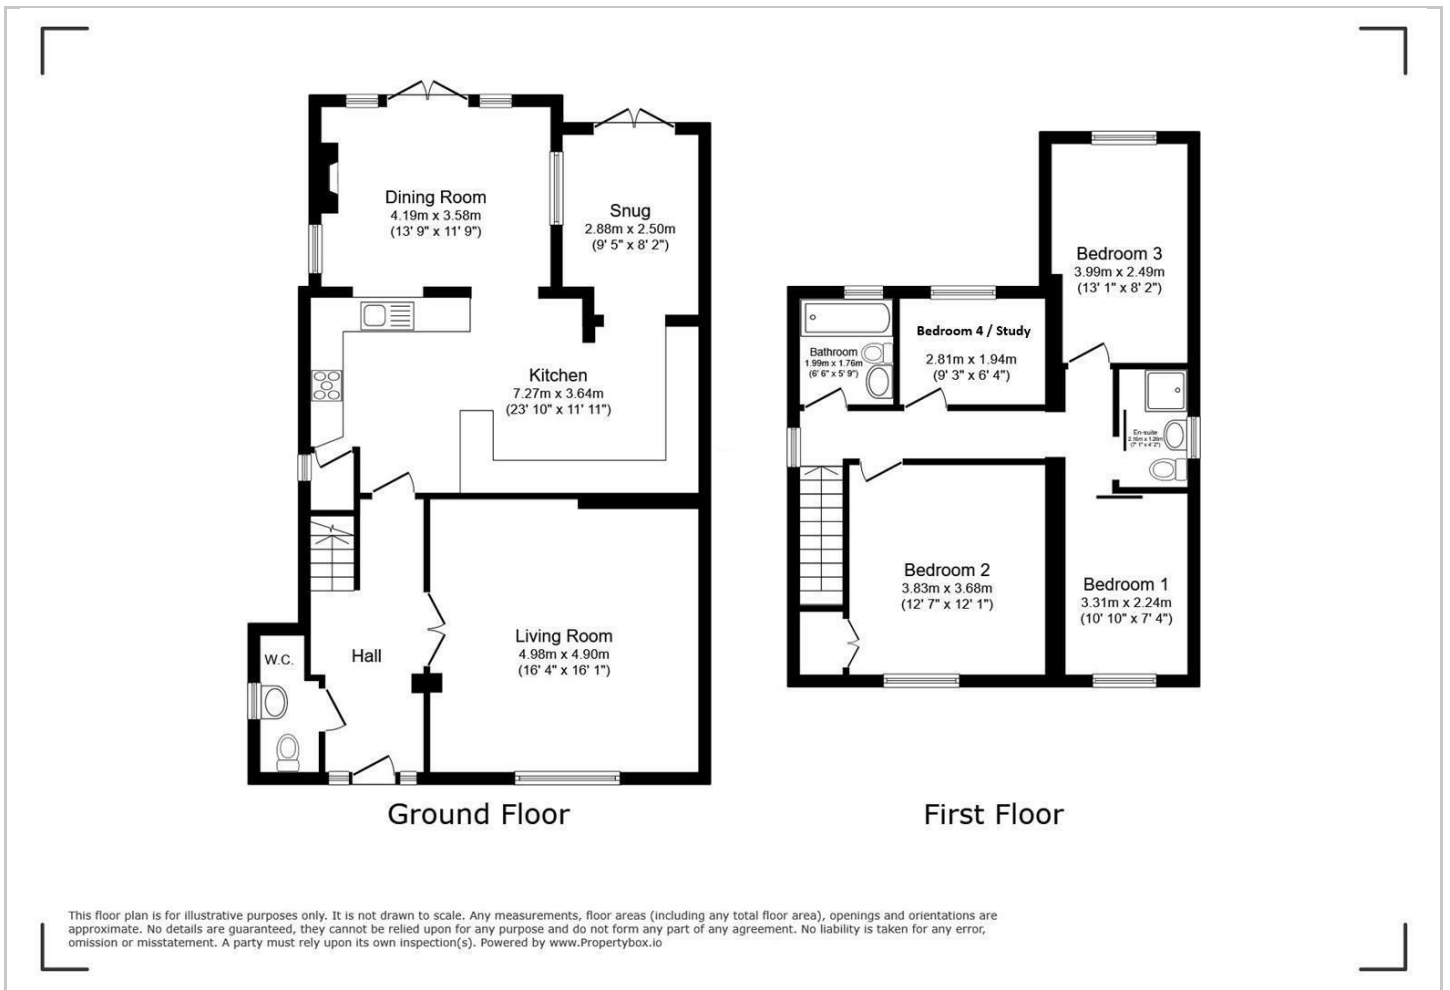 Dining Room
4.19m x 3.58m
(13' 9" x 11' 9")
Snug
2.88m x 2.50m
(9' 5" x 8' 2")
Kitchen
7.27m x 3.64m
(23' 10" x 11' 11")
Living Room
4.98m x 4.90m
(16' 4" x 16' 1")
Hall
W.C.
Ground Floor
Bedroom 3
3.99m x 2.49m
(13' 1" x 8' 2")
Bedroom 4 / Study
2.81m x 1.94m
(9' 3" x 6' 4")
Bathroom
1.99m x 1.76m
(6' 6" x 5' 9")
En-suite
2.16m x 1.26m
(7' 1" x 4' 2")
Bedroom 2
3.83m x 3.68m
(12' 7" x 12' 1")
Bedroom 1
3.31m x 2.24m
(10' 10" x 7' 4")
First Floor
This floor plan is for illustrative purposes only. It is not drawn to scale. Any measurements, floor areas (including any total floor area), openings and orientations are
approximate. No details are guaranteed, they cannot be relied upon for any purpose and do not form any part of any agreement. No liability is taken for any error,
omission or misstatement. A party must rely upon its own inspection(s). Powered by www.Propertybox.io